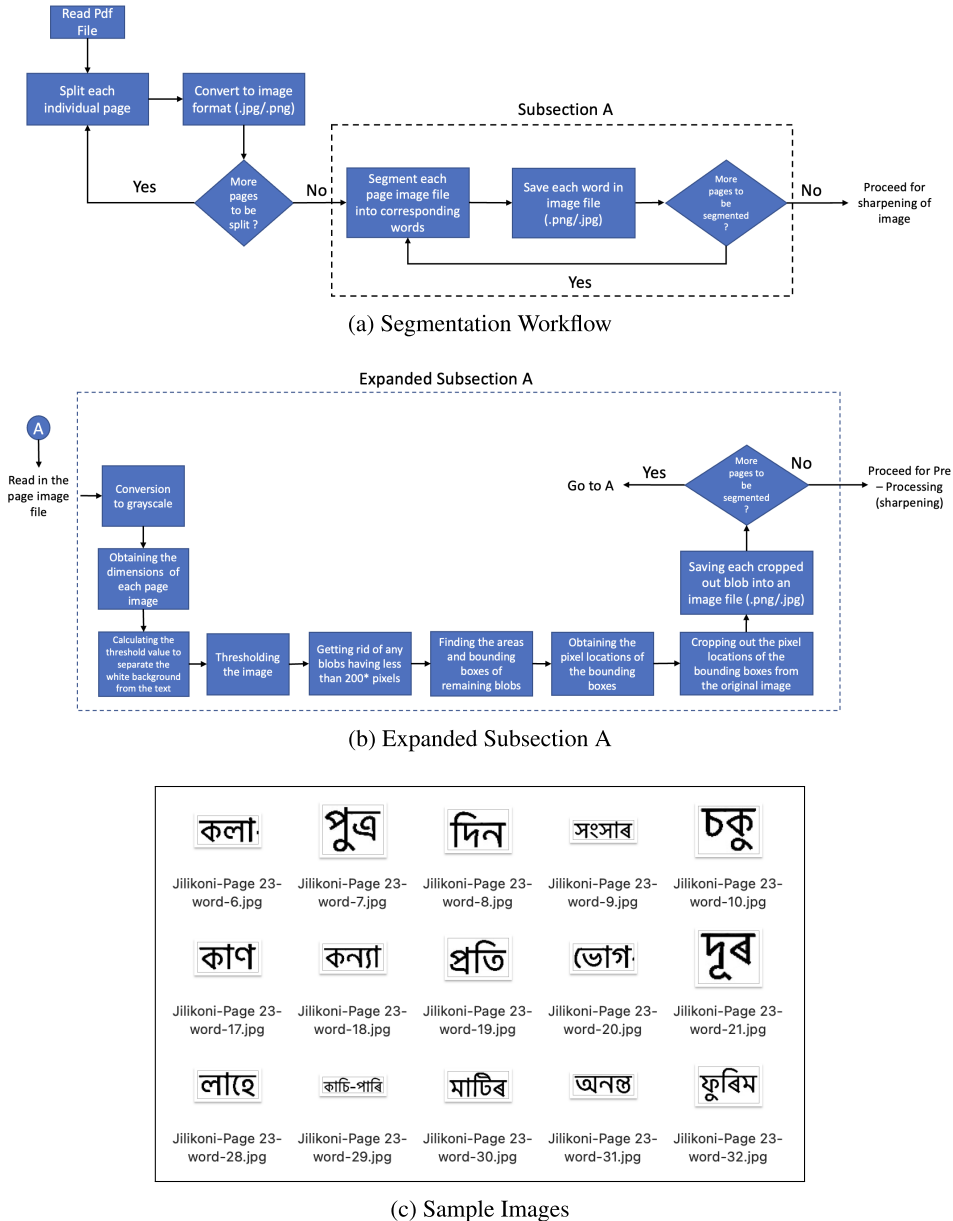 Read Pdf
File
Split each
individual page
Convert to image
format (.jpg/.png)
More
pages
to be
split ?
Yes
No
Subsection A
Segment each
page image file
into corresponding
words
Save each word in
image file
(.png/.jpg)
More
pages to
be
segmented
?
No
Yes
Proceed for
sharpening of
image
(a) Segmentation Workflow
Expanded Subsection A
A
Read in the
page image
file
Conversion
to grayscale
Obtaining the
dimensions of
each page
image
Calculating the
threshold value to
separate the
white background
from the text
Thresholding
the image
Getting rid of any
blobs having less
than 200* pixels
Finding the areas
and bounding
boxes of
remaining blobs
Obtaining the
pixel locations of
the bounding
boxes
Cropping out the pixel
locations of the
bounding boxes from
the original image
Saving each cropped
out blob into an
image file (.png/.jpg)
More
pages to
be
segmented
?
Yes
Go to A
No
Proceed for Pre
– Processing
(sharpening)
(b) Expanded Subsection A
কলা-
পুত্ৰ
দিন
সংসাৰ
চকু
Jilikoni-Page 23-
word-6.jpg
Jilikoni-Page 23-
word-7.jpg
Jilikoni-Page 23-
word-8.jpg
Jilikoni-Page 23-
word-9.jpg
Jilikoni-Page 23-
word-10.jpg
কাণ
কন্যা
প্ৰতি
ভোগ-
দূৰ
Jilikoni-Page 23-
word-17.jpg
Jilikoni-Page 23-
word-18.jpg
Jilikoni-Page 23-
word-19.jpg
Jilikoni-Page 23-
word-20.jpg
Jilikoni-Page 23-
word-21.jpg
লাহে
কাচি-পাৰি
মাটিৰ
অনন্ত
ফুৰিম
Jilikoni-Page 23-
word-28.jpg
Jilikoni-Page 23-
word-29.jpg
Jilikoni-Page 23-
word-30.jpg
Jilikoni-Page 23-
word-31.jpg
Jilikoni-Page 23-
word-32.jpg
(c) Sample Images